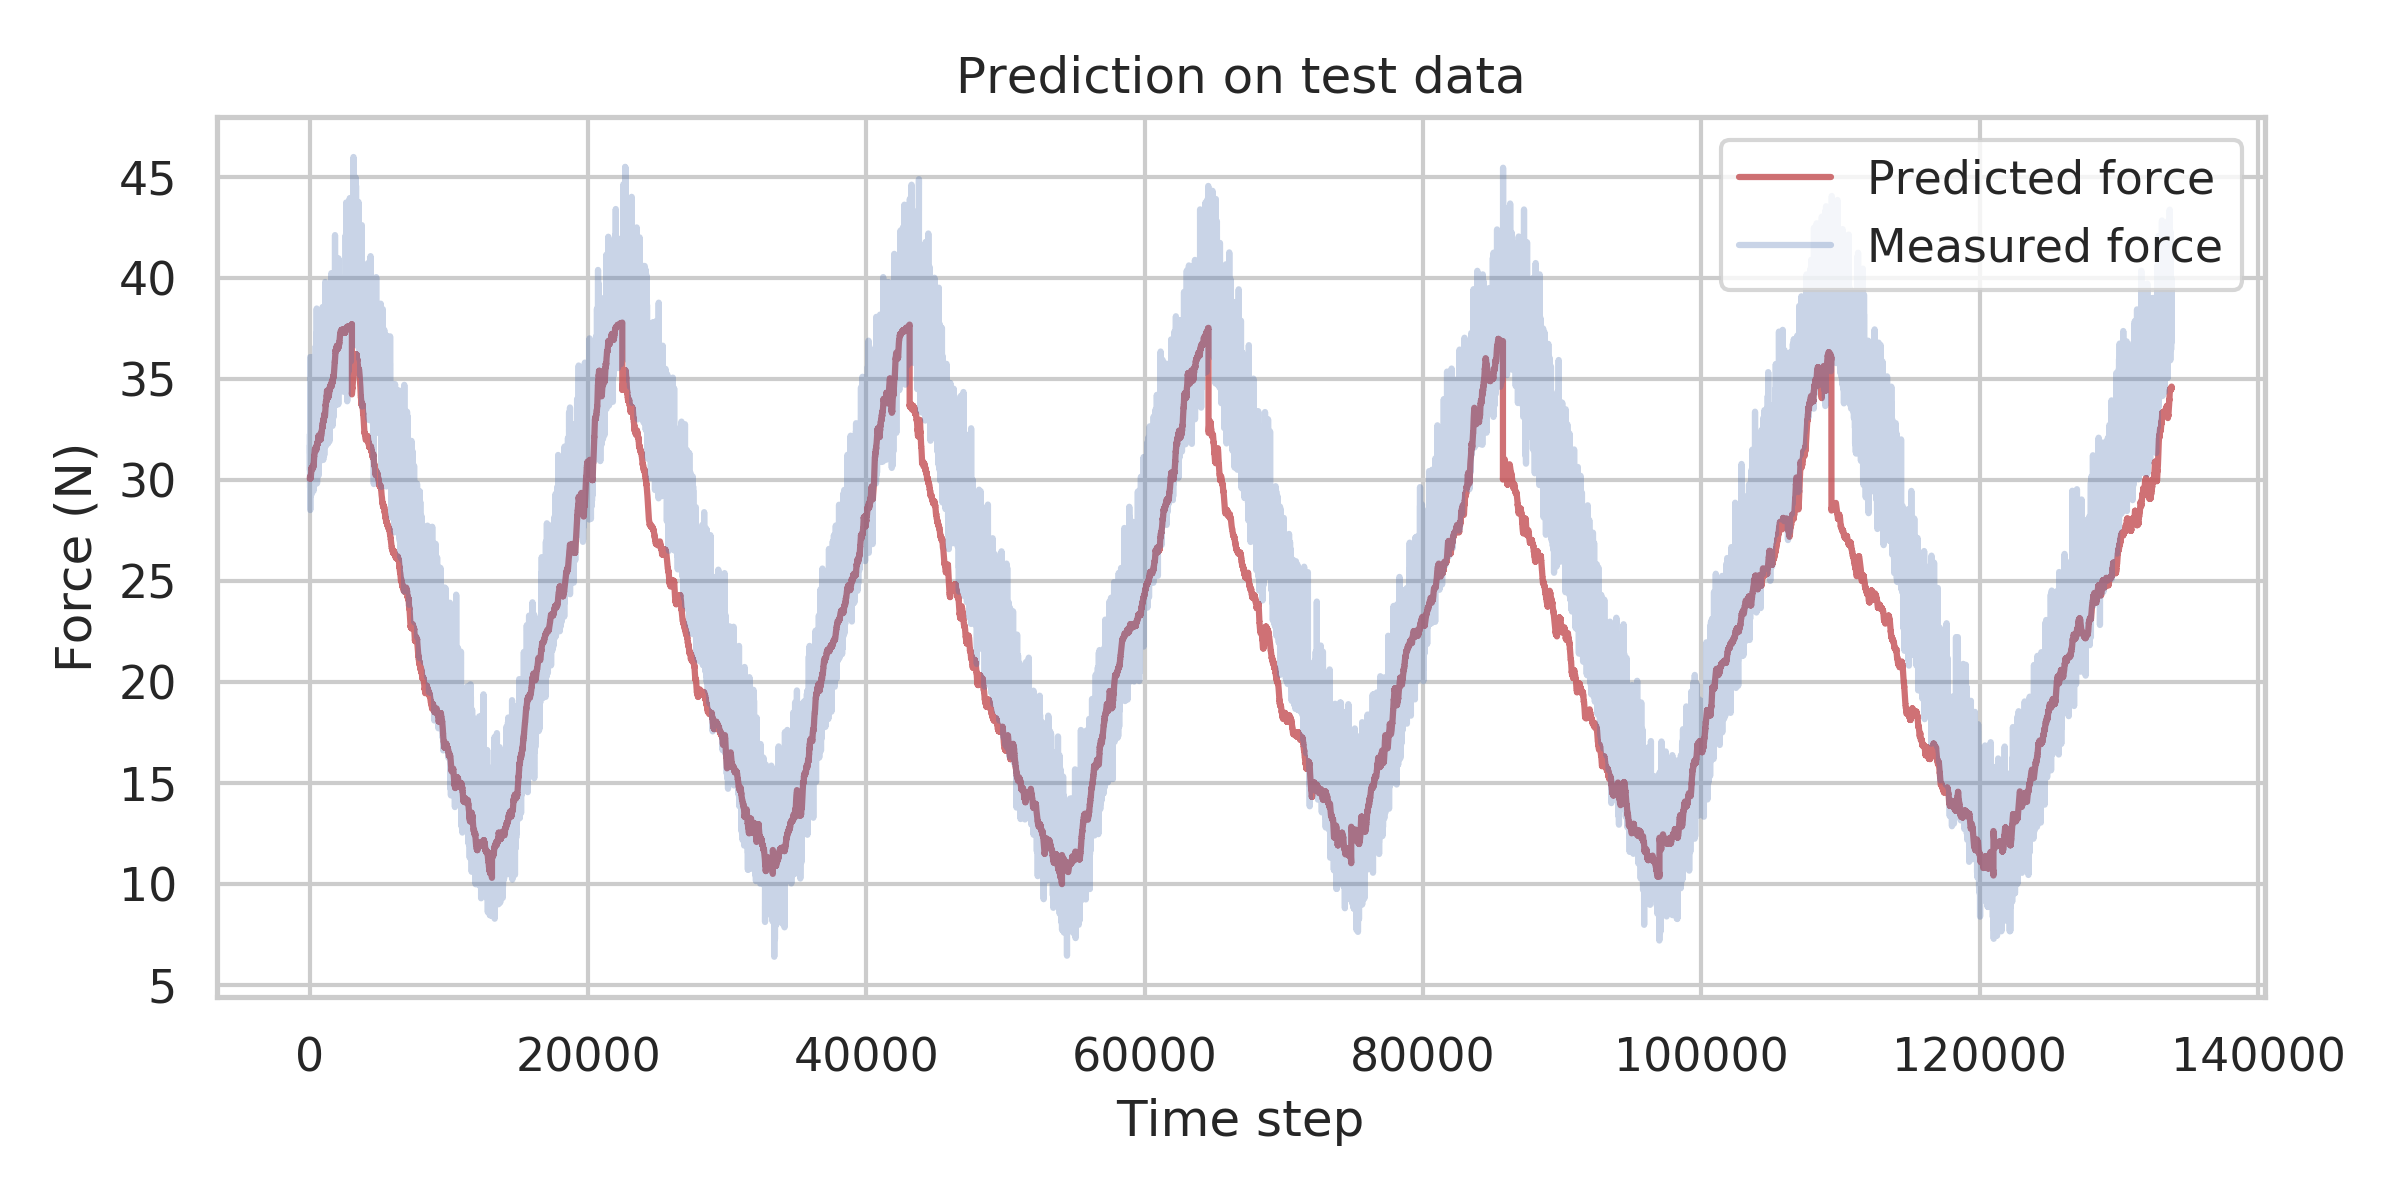 Prediction on test data
Predicted force
Measured force
45
40
35
30
25
20
15
10
5
Force (N)
0 20000 40000 60000 80000 100000 120000 140000
Time step